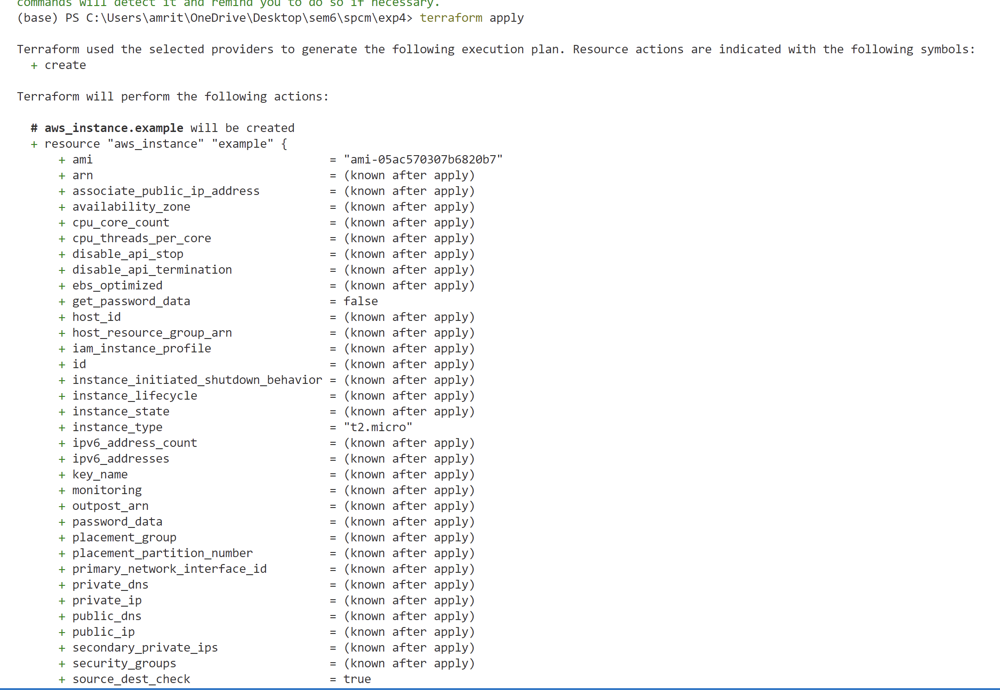 commands will detect it and remind you to do so if necessary.
(base) PS C:\Users\amrit\OneDrive\Desktop\sem6\spcm\exp4> terraform apply
Terraform used the selected providers to generate the following execution plan. Resource actions are indicated with the following symbols:
+ create
Terraform will perform the following actions:
# aws_instance.example will be created
+ resource "aws_instance" "example" {
+ ami = "ami-05ac570307b6820b7"
+ arn = (known after apply)
+ associate_public_ip_address = (known after apply)
+ availability_zone = (known after apply)
+ cpu_core_count = (known after apply)
+ cpu_threads_per_core = (known after apply)
+ disable_api_stop = (known after apply)
+ disable_api_termination = (known after apply)
+ ebs_optimized = (known after apply)
+ get_password_data = false
+ host_id = (known after apply)
+ host_resource_group_arn = (known after apply)
+ iam_instance_profile = (known after apply)
+ id = (known after apply)
+ instance_initiated_shutdown_behavior = (known after apply)
+ instance_lifecycle = (known after apply)
+ instance_state = (known after apply)
+ instance_type = "t2.micro"
+ ipv6_address_count = (known after apply)
+ ipv6_addresses = (known after apply)
+ key_name = (known after apply)
+ monitoring = (known after apply)
+ outpost_arn = (known after apply)
+ password_data = (known after apply)
+ placement_group = (known after apply)
+ placement_partition_number = (known after apply)
+ primary_network_interface_id = (known after apply)
+ private_dns = (known after apply)
+ private_ip = (known after apply)
+ public_dns = (known after apply)
+ public_ip = (known after apply)
+ secondary_private_ips = (known after apply)
+ security_groups = (known after apply)
+ source_dest_check = true